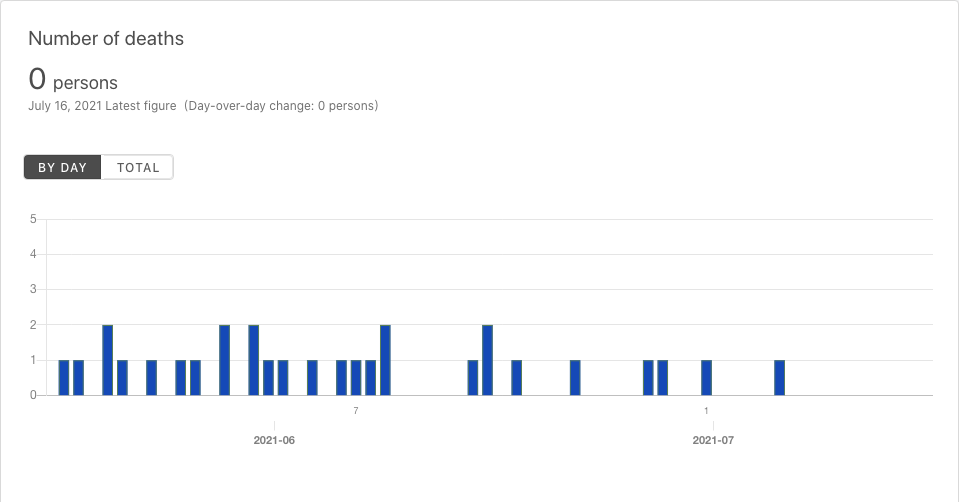 Number of deaths
0 persons
July 16, 2021 Latest figure (Day-over-day change: 0 persons)
BY DAY TOTAL
5
4
3
2
1
0
7 1
2021-06 2021-07